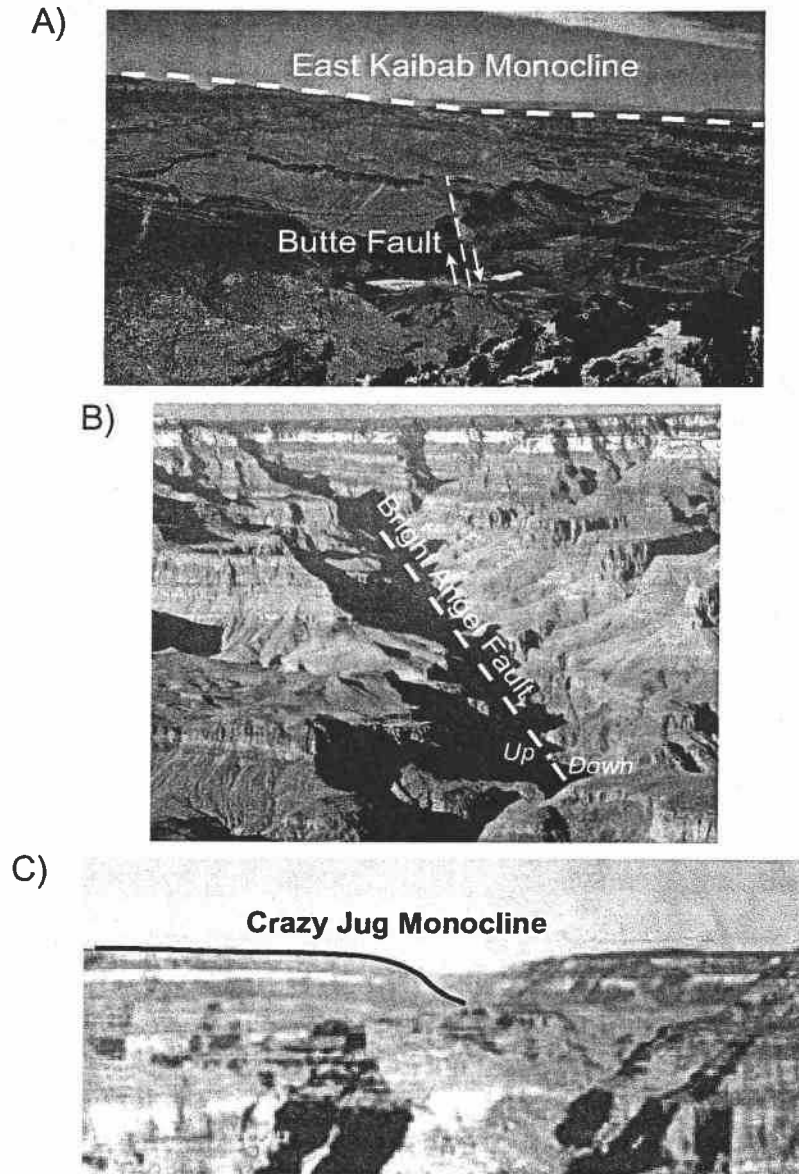 A)
East Kaibab Monocline
Butte Fault
B)
Bright Angel Fault
Up
Down
C)
Crazy Jug Monocline